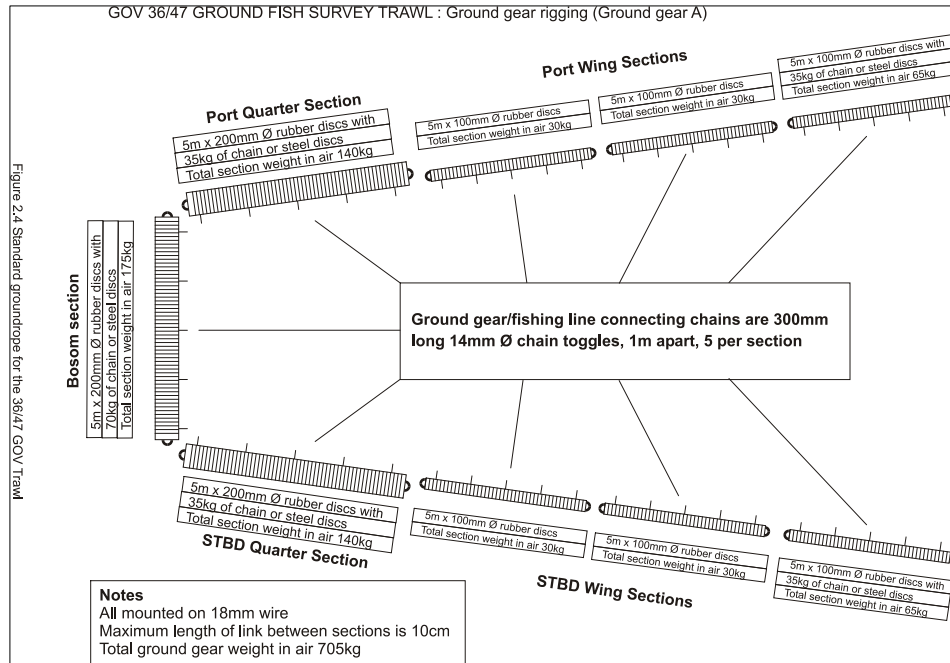 GOV 36/47 GROUND FISH SURVEY TRAWL : Ground gear rigging (Ground gear A)
Port Wing Sections
5m x 100mm Ø rubber discs with
35kg of chain or steel discs
Total section weight in air 65kg
5m x 100mm Ø rubber discs
Total section weight in air 30kg
5m x 100mm Ø rubber discs
Total section weight in air 30kg
Port Quarter Section
5m x 200mm Ø rubber discs with
35kg of chain or steel discs
Total section weight in air 140kg
Figure 2.4 Standard groundrope for the 36/47 GOV Trawl
Bosom section
5m x 200mm Ø rubber discs with
70kg of chain or steel discs
Total section weight in air 175kg
Ground gear/fishing line connecting chains are 300mm
long 14mm Ø chain toggles, 1m apart, 5 per section
5m x 200mm Ø rubber discs with
35kg of chain or steel discs
Total section weight in air 140kg
STBD Quarter Section
5m x 100mm Ø rubber discs
Total section weight in air 30kg
5m x 100mm Ø rubber discs
Total section weight in air 30kg
5m x 100mm Ø rubber discs with
35kg of chain or steel discs
Total section weight in air 65kg
STBD Wing Sections
Notes
All mounted on 18mm wire
Maximum length of link between sections is 10cm
Total ground gear weight in air 705kg